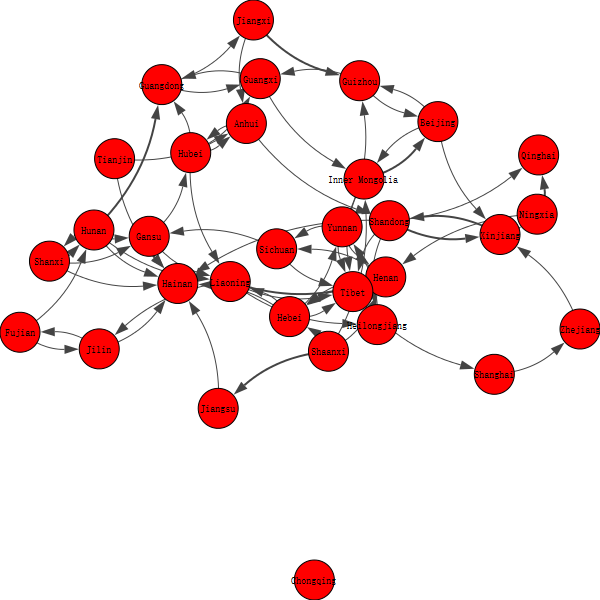 Jiangxi
Guangdong
Guangxi
Guizhou
Anhui
Beijing
Tianjin
Hubei
Qinghai
Inner Mongolia
Ningxia
Hunan
Gansu
Yunnan
Shandong
Xinjiang
Shanxi
Sichuan
Hainan
Liaoning
Henan
Tibet
Fujian
Jilin
Hebei
Heilongjiang
Zhejiang
Shaanxi
Shanghai
Jiangsu
Chongqing